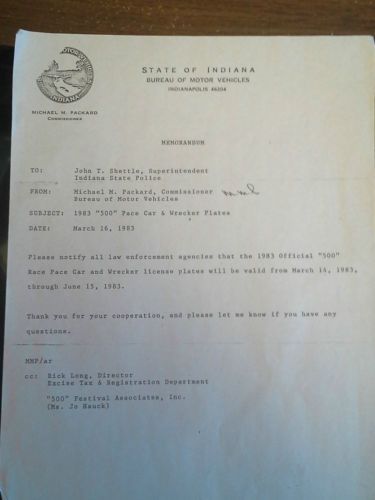 STATE OF INDIANA
BUREAU OF MOTOR VEHICLES
INDIANAPOLIS 46204
INDIANA
MICHAEL M. PACKARD
COMMISSIONER
MEMORANDUM
TO: John T. Shettle, Superintendent
Indiana State Police
FROM: Michael M. Packard, Commissioner
Bureau of Motor Vehicles
SUBJECT: 1983 "500" Pace Car & Wrecker Plates
DATE: March 16, 1983
Please notify all law enforcement agencies that the 1983 Official "500"
Race Pace Car and Wrecker license plates will be valid from March 14, 1983,
through June 15, 1983.
Thank you for your cooperation, and please let me know if you have any
questions.
MMP/ar
cc: Rick Long, Director
Excise Tax & Registration Department
"500" Festival Associates, Inc.
(Ms. Jo Hauck)